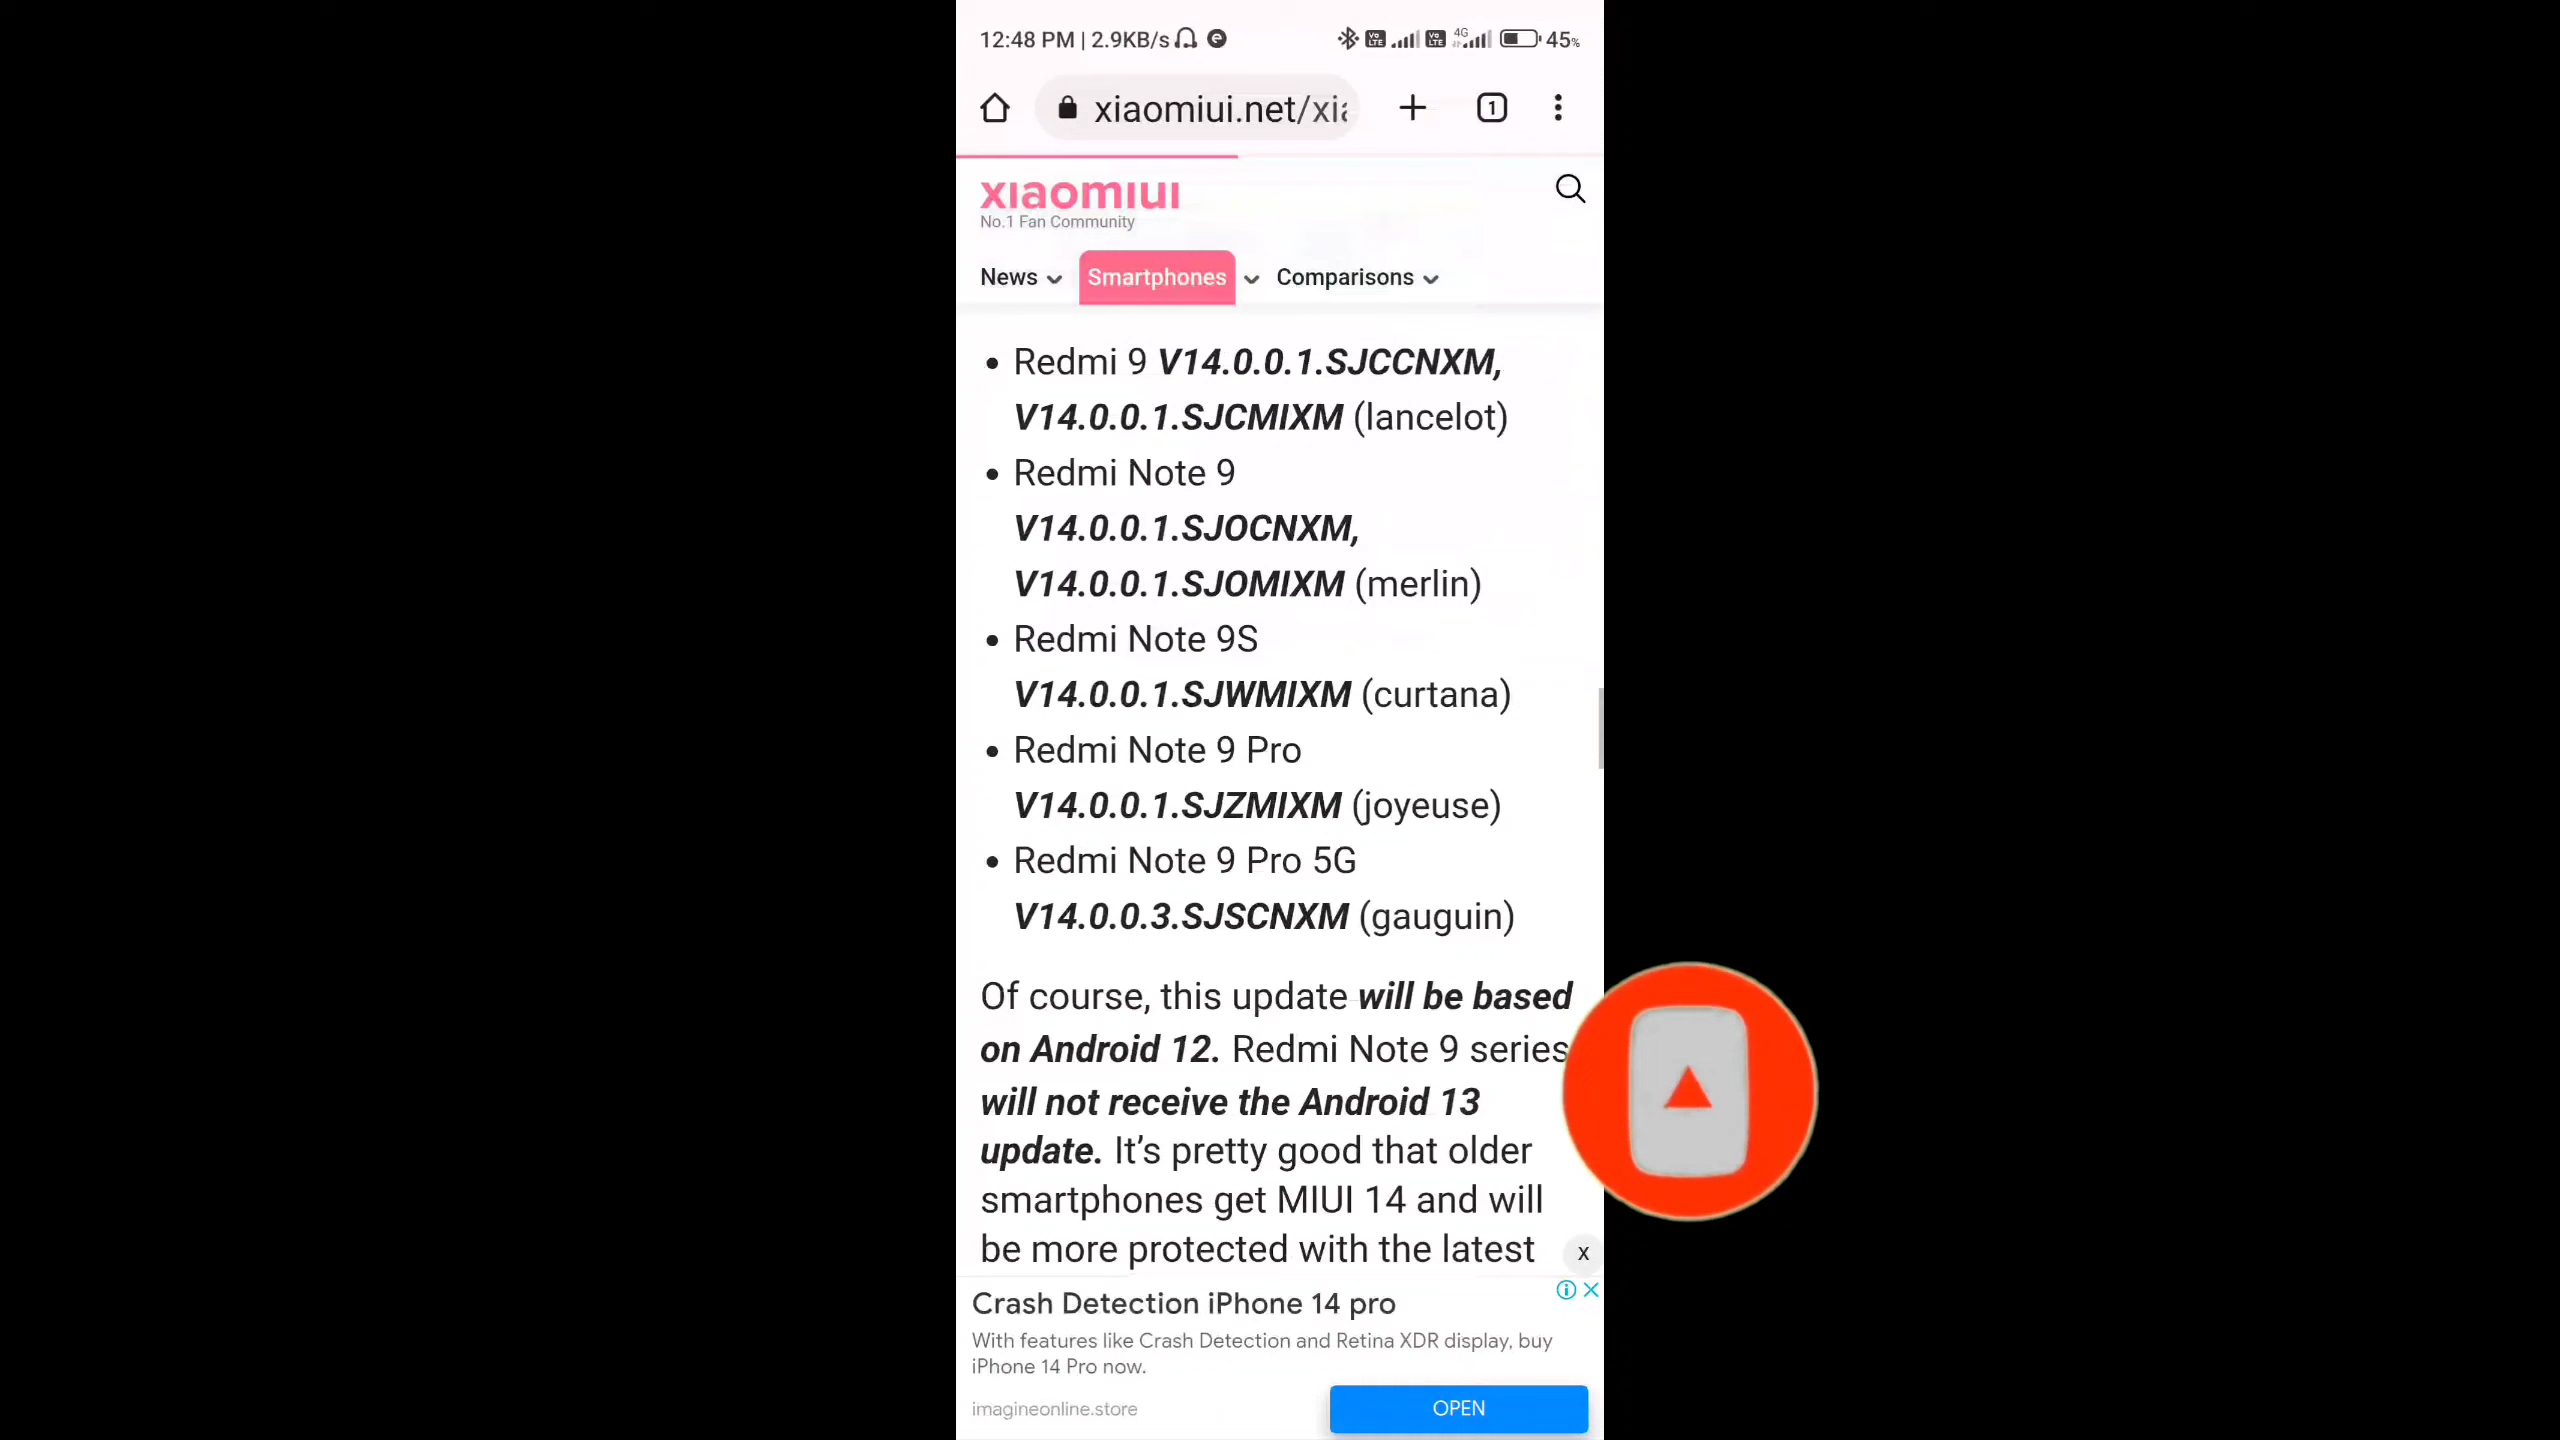 12:48 PM | 2.9KB/s
4G 45%
xiaomiui.net/xia
1
xiaomiui
No.1 Fan Community
News Smartphones Comparisons
• Redmi 9 V14.0.0.1.SJCCNXM,
V14.0.0.1.SJCMIXM (lancelot)
• Redmi Note 9
V14.0.0.1.SJOCNXM,
V14.0.0.1.SJOMIXM (merlin)
• Redmi Note 9S
V14.0.0.1.SJWMIXM (curtana)
• Redmi Note 9 Pro
V14.0.0.1.SJZMIXM (joyeuse)
• Redmi Note 9 Pro 5G
V14.0.0.3.SJSCNXM (gauguin)
Of course, this update will be based
on Android 12. Redmi Note 9 series
will not receive the Android 13
update. It’s pretty good that older
smartphones get MIUI 14 and will
be more protected with the latest
x
Crash Detection iPhone 14 pro
With features like Crash Detection and Retina XDR display, buy
iPhone 14 Pro now.
imagineonline.store
OPEN